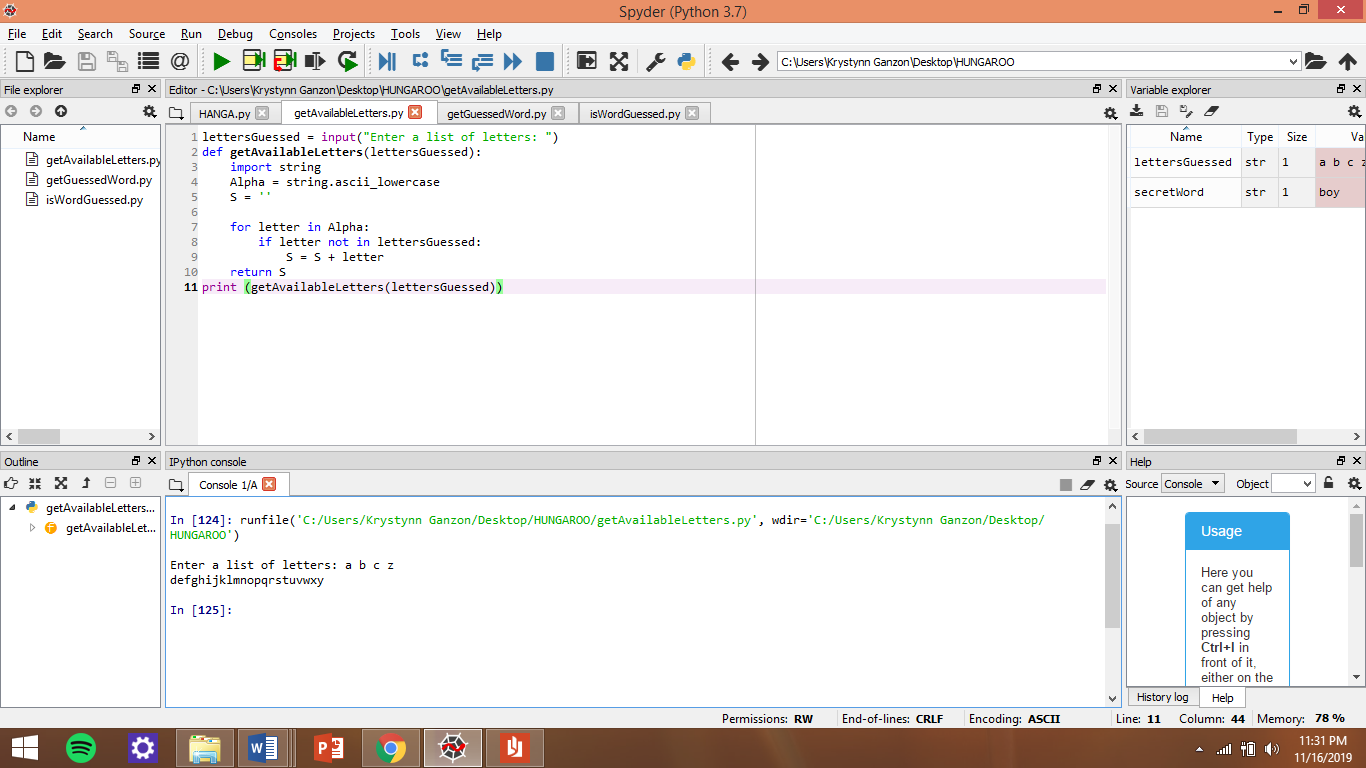 Spyder (Python 3.7)
File Edit Search Source Run Debug Consoles Projects Tools View Help
C:\Users\Krystynn Ganzon\Desktop\HUNGAROO
File explorer
Name
getAvailableLetters.py
getGuessedWord.py
isWordGuessed.py
Editor - C:\Users\Krystynn Ganzon\Desktop\HUNGAROO\getAvailableLetters.py
HANGA.py getAvailableLetters.py getGuessedWord.py isWordGuessed.py
1 lettersGuessed = input("Enter a list of letters: ")
2 def getAvailableLetters(lettersGuessed):
3     import string
4     Alpha = string.ascii_lowercase
5     S = ''
6
7     for letter in Alpha:
8         if letter not in lettersGuessed:
9             S = S + letter
10     return S
11 print (getAvailableLetters(lettersGuessed))
Variable explorer
Name Type Size Va
lettersGuessed str 1 a b c z
secretWord str 1 boy
Outline
getAvailableLetters...
getAvailableLet...
IPython console
Console 1/A
In [124]: runfile('C:/Users/Krystynn Ganzon/Desktop/HUNGAROO/getAvailableLetters.py', wdir='C:/Users/Krystynn Ganzon/Desktop/
HUNGAROO')
Enter a list of letters: a b c z
defghijklmnopqrstuvwxy
In [125]:
Help
Source Console Object
Usage
Here you
can get help
of any
object by
pressing
Ctrl+I in
front of it,
either on the
History log Help
Permissions: RW End-of-lines: CRLF Encoding: ASCII Line: 11 Column: 44 Memory: 78 %
11:31 PM
11/16/2019